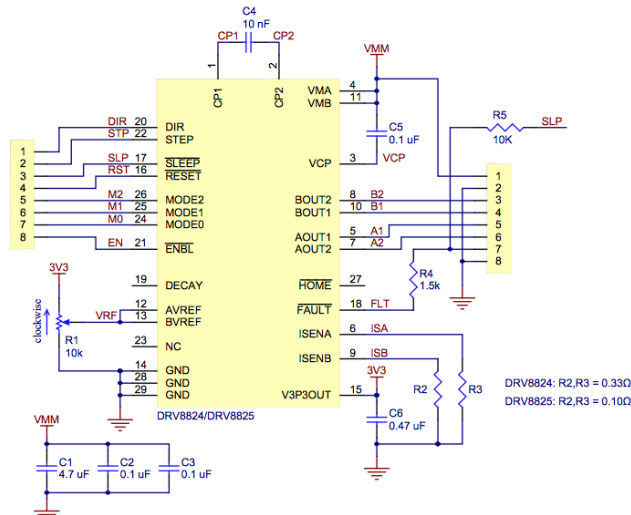 C4
10 nF
CP1 CP2
1 2
CP1 CP2
VMM
VMA 4
VMB 11
C5
0.1 uF
VCP 3 VCP
R5
10K
SLP
DIR 20 DIR
STP 22 STEP
SLP 17 SLEEP
RST 16 RESET
M2 26 MODE2
M1 25 MODE1
M0 24 MODE0
EN 21 ENBL
1
2
3
4
5
6
7
8
BOUT2 8 B2
BOUT1 10 B1
AOUT1 5 A1
AOUT2 7 A2
1
2
3
4
5
6
7
8
3V3
clockwise
R1
10k
VRF
19 DECAY
12 AVREF
13 BVREF
23 NC
14 GND
28 GND
29 GND
HOME 27
FAULT 18 FLT
R4
1.5k
ISENA 6 ISA
ISENB 9 ISB
V3P3OUT 15
3V3
C6
0.47 uF
R2
R3
DRV8824: R2,R3 = 0.33Ω
DRV8825: R2,R3 = 0.10Ω
DRV8824/DRV8825
VMM
C1
4.7 uF
C2
0.1 uF
C3
0.1 uF